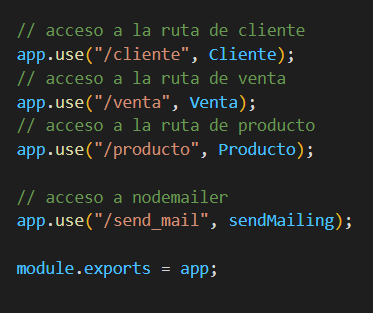 // acceso a la ruta de cliente
app.use("/cliente", Cliente);
// acceso a la ruta de venta
app.use("/venta", Venta);
// acceso a la ruta de producto
app.use("/producto", Producto);
// acceso a nodemailer
app.use("/send_mail", sendMailing);
module.exports = app;